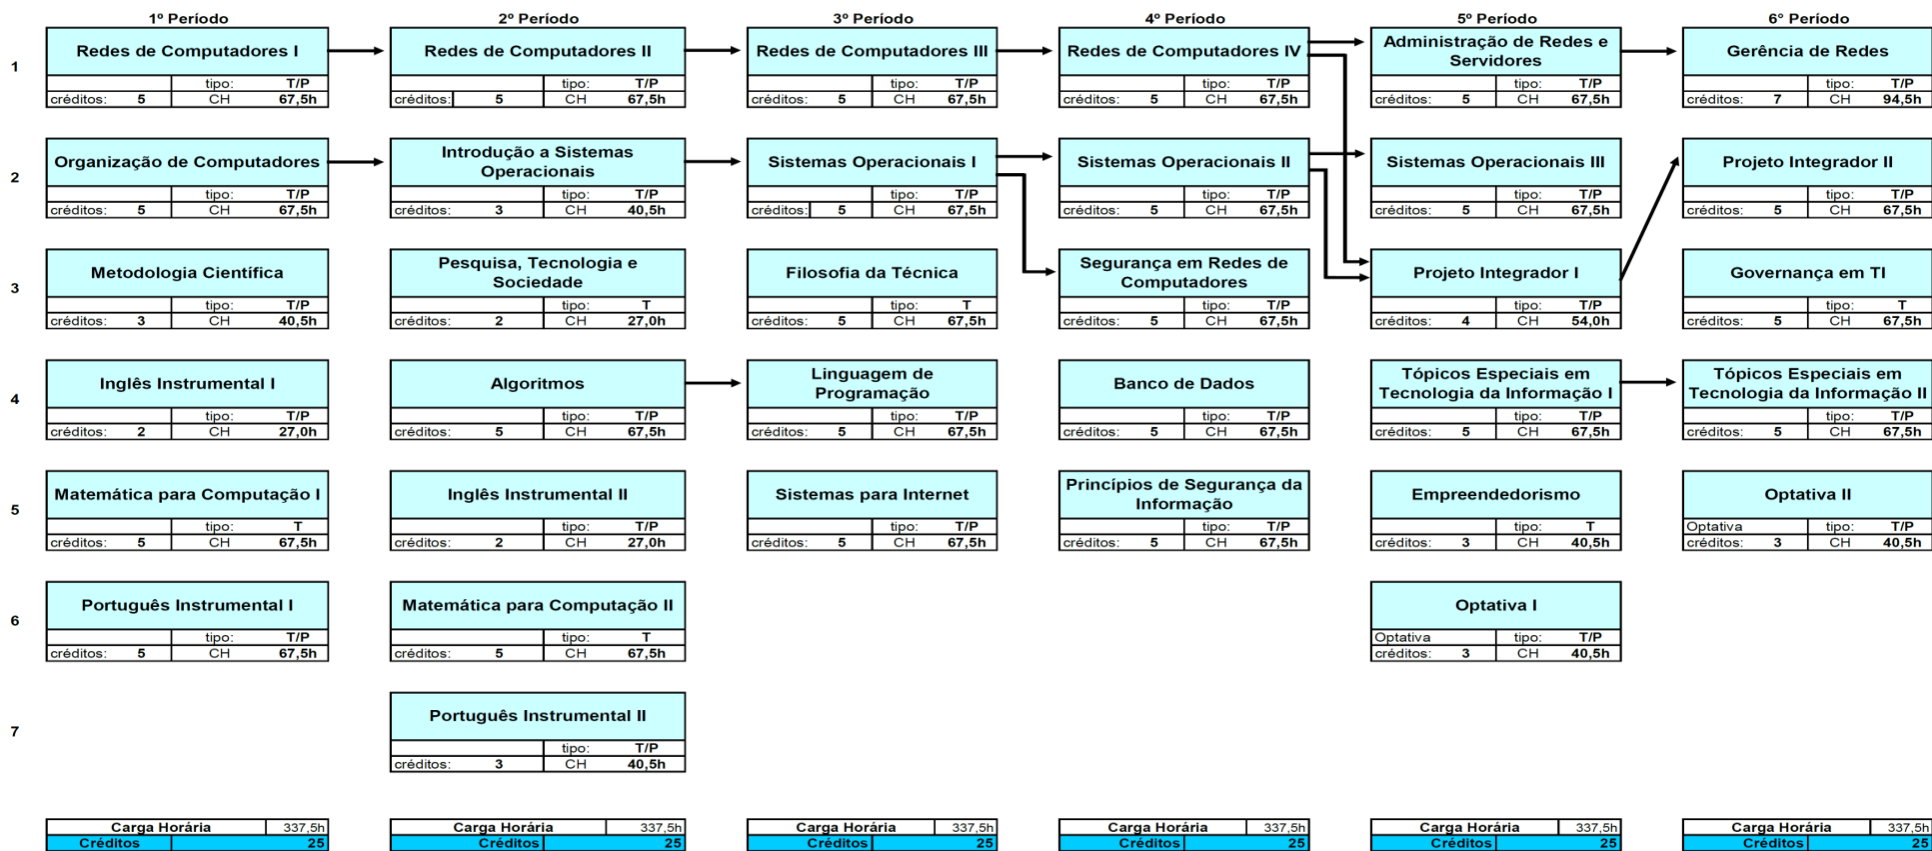 1º Período 2º Período 3º Período 4º Período 5º Período 6° Período
1
Redes de Computadores I
tipo: T/P
créditos: 5 CH 67,5h
Redes de Computadores II
tipo: T/P
créditos: 5 CH 67,5h
Redes de Computadores III
tipo: T/P
créditos: 5 CH 67,5h
Redes de Computadores IV
tipo: T/P
créditos: 5 CH 67,5h
Administração de Redes e
Servidores
tipo: T/P
créditos: 5 CH 67,5h
Gerência de Redes
tipo: T/P
créditos: 7 CH 94,5h
2
Organização de Computadores
tipo: T/P
créditos: 5 CH 67,5h
Introdução a Sistemas
Operacionais
tipo: T/P
créditos: 3 CH 40,5h
Sistemas Operacionais I
tipo: T/P
créditos: 5 CH 67,5h
Sistemas Operacionais II
tipo: T/P
créditos: 5 CH 67,5h
Sistemas Operacionais III
tipo: T/P
créditos: 5 CH 67,5h
Projeto Integrador II
tipo: T/P
créditos: 5 CH 67,5h
3
Metodologia Científica
tipo: T/P
créditos: 3 CH 40,5h
Pesquisa, Tecnologia e
Sociedade
tipo: T
créditos: 2 CH 27,0h
Filosofia da Técnica
tipo: T
créditos: 5 CH 67,5h
Segurança em Redes de
Computadores
tipo: T/P
créditos: 5 CH 67,5h
Projeto Integrador I
tipo: T/P
créditos: 4 CH 54,0h
Governança em TI
tipo: T
créditos: 5 CH 67,5h
4
Inglês Instrumental I
tipo: T/P
créditos: 2 CH 27,0h
Algoritmos
tipo: T/P
créditos: 5 CH 67,5h
Linguagem de
Programação
tipo: T/P
créditos: 5 CH 67,5h
Banco de Dados
tipo: T/P
créditos: 5 CH 67,5h
Tópicos Especiais em
Tecnologia da Informação I
tipo: T/P
créditos: 5 CH 67,5h
Tópicos Especiais em
Tecnologia da Informação II
tipo: T/P
créditos: 5 CH 67,5h
5
Matemática para Computação I
tipo: T
créditos: 5 CH 67,5h
Inglês Instrumental II
tipo: T/P
créditos: 2 CH 27,0h
Sistemas para Internet
tipo: T/P
créditos: 5 CH 67,5h
Princípios de Segurança da
Informação
tipo: T/P
créditos: 5 CH 67,5h
Empreendedorismo
tipo: T
créditos: 3 CH 40,5h
Optativa II
Optativa tipo: T/P
créditos: 3 CH 40,5h
6
Português Instrumental I
tipo: T/P
créditos: 5 CH 67,5h
Matemática para Computação II
tipo: T
créditos: 5 CH 67,5h
Optativa I
Optativa tipo: T/P
créditos: 3 CH 40,5h
7
Português Instrumental II
tipo: T/P
créditos: 3 CH 40,5h
Carga Horária 337,5h
Créditos 25
Carga Horária 337,5h
Créditos 25
Carga Horária 337,5h
Créditos 25
Carga Horária 337,5h
Créditos 25
Carga Horária 337,5h
Créditos 25
Carga Horária 337,5h
Créditos 25